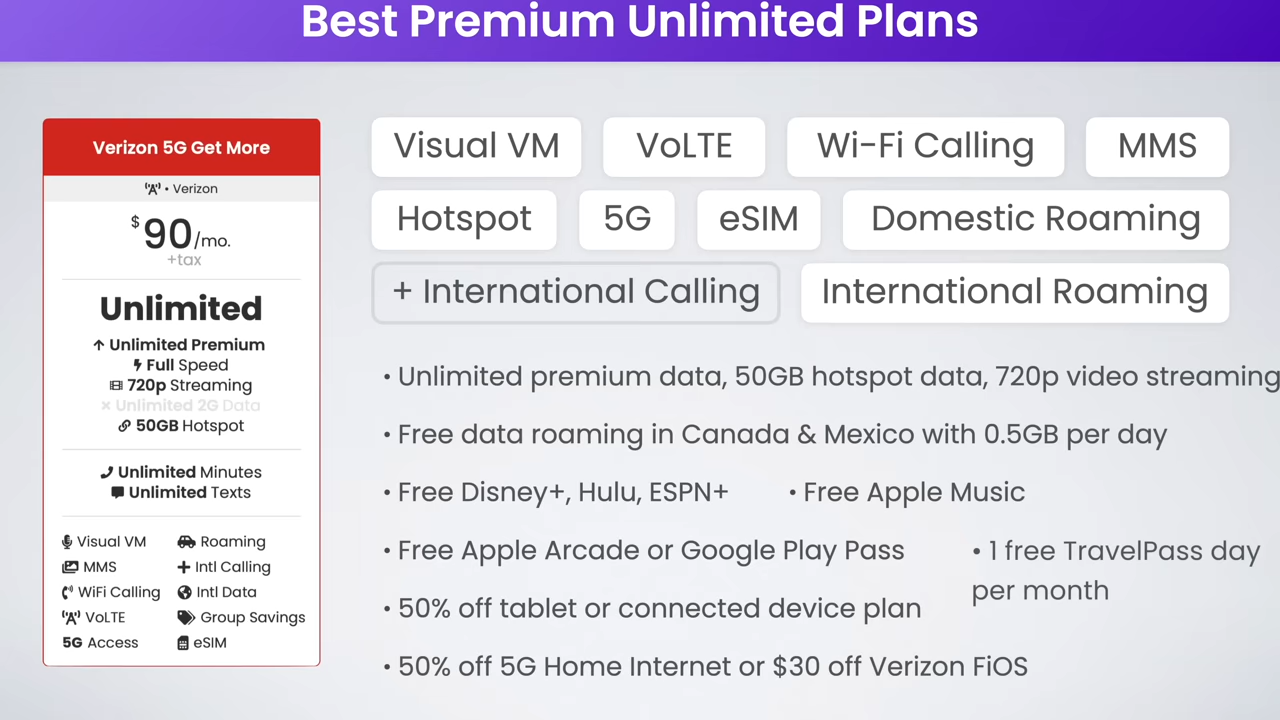 Best Premium Unlimited Plans
Verizon 5G Get More
• Verizon
$90/mo.
+tax
Unlimited
Unlimited Premium
Full Speed
720p Streaming
× Unlimited 2G Data
50GB Hotspot
Unlimited Minutes
Unlimited Texts
Visual VM Roaming
MMS Intl Calling
WiFi Calling Intl Data
VoLTE Group Savings
5G Access eSIM
Visual VM VoLTE Wi-Fi Calling MMS
Hotspot 5G eSIM Domestic Roaming
+ International Calling International Roaming
• Unlimited premium data, 50GB hotspot data, 720p video streaming
• Free data roaming in Canada & Mexico with 0.5GB per day
• Free Disney+, Hulu, ESPN+ • Free Apple Music
• Free Apple Arcade or Google Play Pass
• 1 free TravelPass day
per month
• 50% off tablet or connected device plan
• 50% off 5G Home Internet or $30 off Verizon FiOS